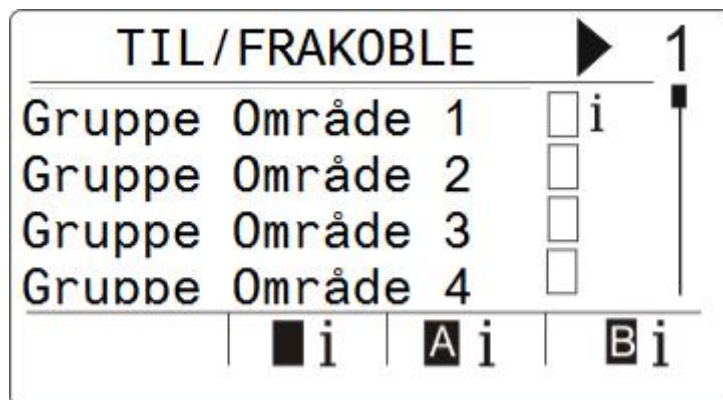 TIL/FRAKOBLE ▶ 1
Gruppe Område 1 i
Gruppe Område 2
Gruppe Område 3
Gruppe Område 4
i A i B i